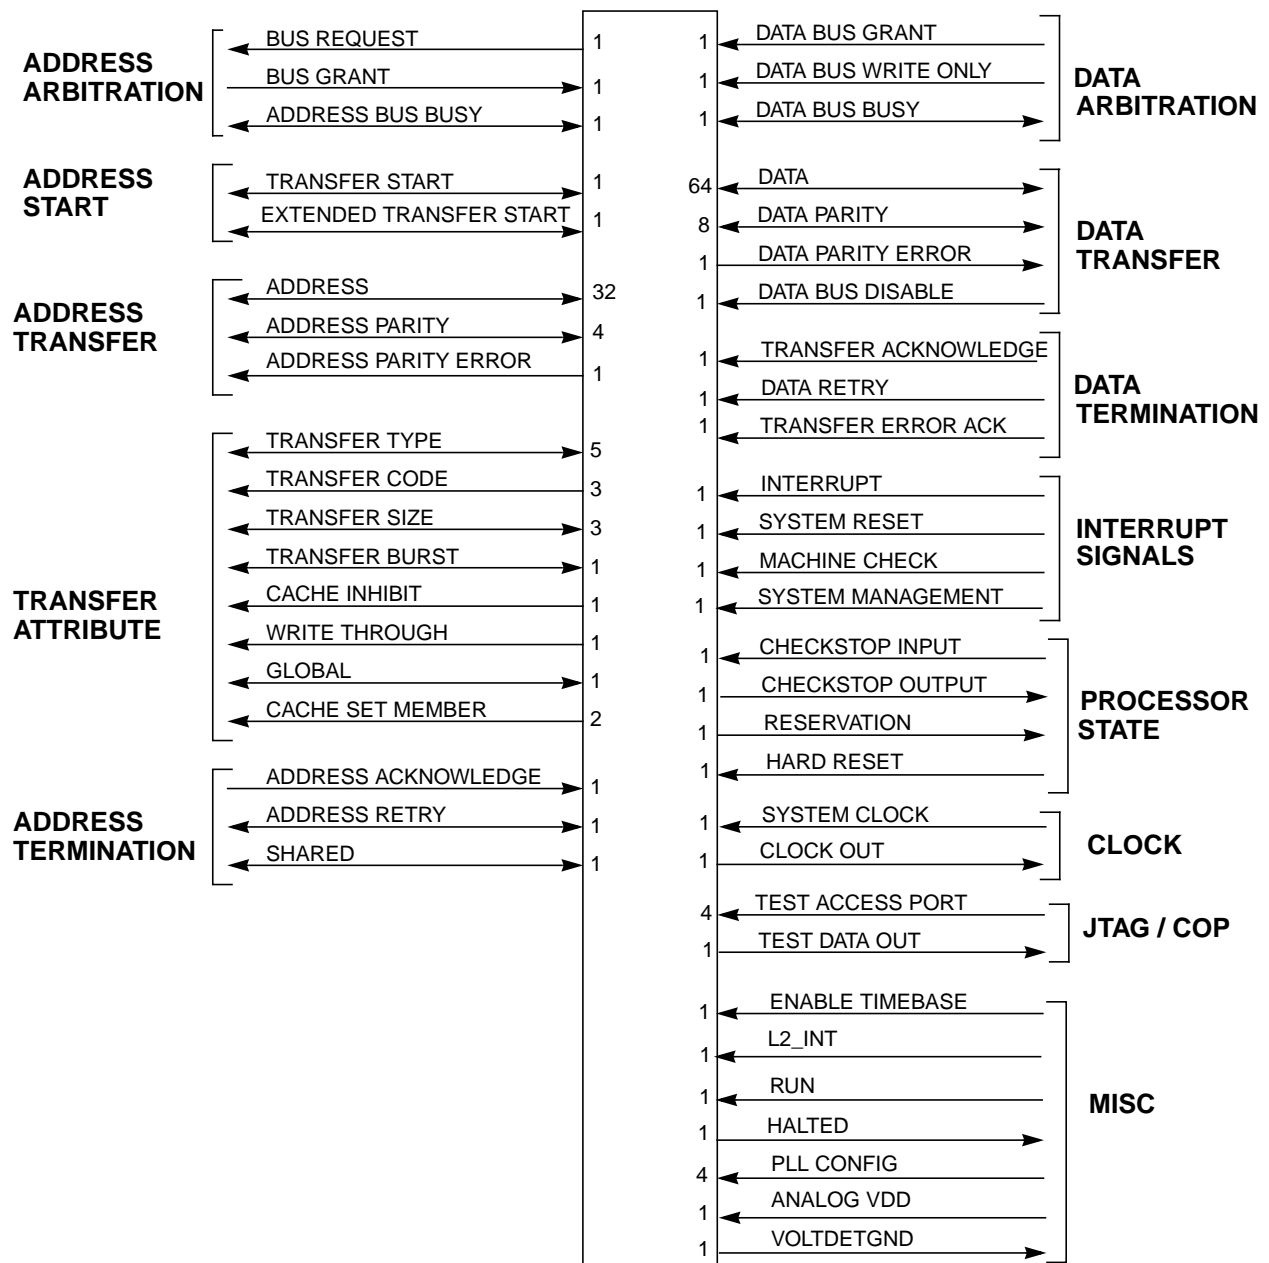 ADDRESS
ARBITRATION
BUS REQUEST 1
BUS GRANT 1
ADDRESS BUS BUSY 1
ADDRESS
START
TRANSFER START 1
EXTENDED TRANSFER START 1
ADDRESS
TRANSFER
ADDRESS 32
ADDRESS PARITY 4
ADDRESS PARITY ERROR 1
TRANSFER
ATTRIBUTE
TRANSFER TYPE 5
TRANSFER CODE 3
TRANSFER SIZE 3
TRANSFER BURST 1
CACHE INHIBIT 1
WRITE THROUGH 1
GLOBAL 1
CACHE SET MEMBER 2
ADDRESS
TERMINATION
ADDRESS ACKNOWLEDGE 1
ADDRESS RETRY 1
SHARED 1
1 DATA BUS GRANT
1 DATA BUS WRITE ONLY
1 DATA BUS BUSY
DATA
ARBITRATION
64 DATA
8 DATA PARITY
1 DATA PARITY ERROR
1 DATA BUS DISABLE
DATA
TRANSFER
1 TRANSFER ACKNOWLEDGE
1 DATA RETRY
1 TRANSFER ERROR ACK
DATA
TERMINATION
1 INTERRUPT
1 SYSTEM RESET
1 MACHINE CHECK
1 SYSTEM MANAGEMENT
INTERRUPT
SIGNALS
1 CHECKSTOP INPUT
1 CHECKSTOP OUTPUT
1 RESERVATION
1 HARD RESET
PROCESSOR
STATE
1 SYSTEM CLOCK
1 CLOCK OUT
CLOCK
4 TEST ACCESS PORT
1 TEST DATA OUT
JTAG / COP
1 ENABLE TIMEBASE
1 L2_INT
1 RUN
1 HALTED
4 PLL CONFIG
1 ANALOG VDD
1 VOLTDETGND
MISC